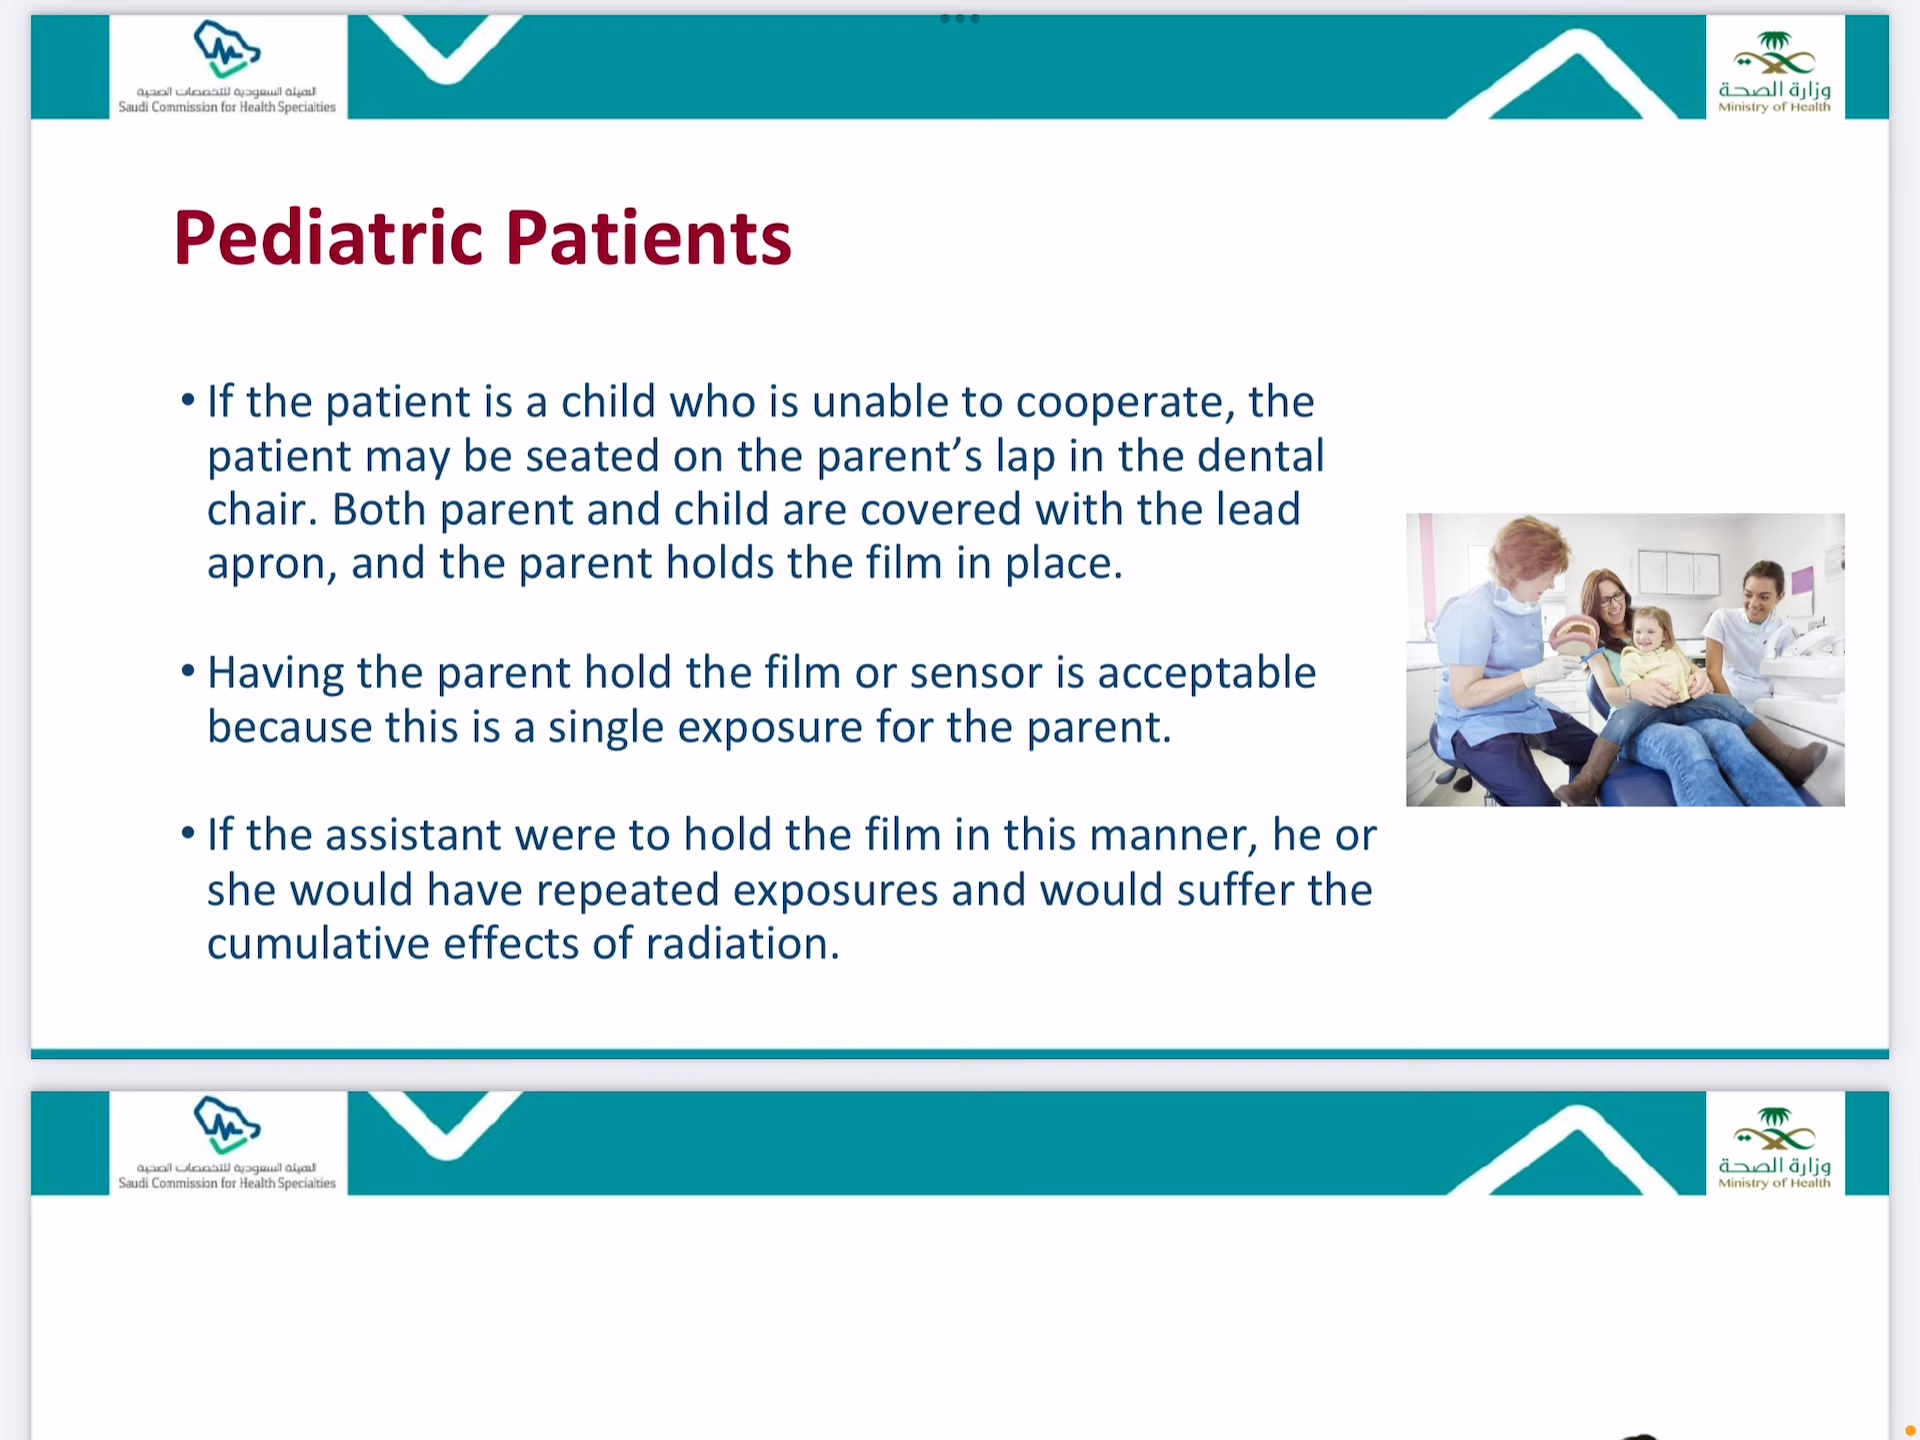 الهيئة السعودية للتخصصات الصحية
Saudi Commission for Health Specialties
وزارة الصحة
Ministry of Health
Pediatric Patients
• If the patient is a child who is unable to cooperate, the
patient may be seated on the parent’s lap in the dental
chair. Both parent and child are covered with the lead
apron, and the parent holds the film in place.
• Having the parent hold the film or sensor is acceptable
because this is a single exposure for the parent.
• If the assistant were to hold the film in this manner, he or
she would have repeated exposures and would suffer the
cumulative effects of radiation.
الهيئة السعودية للتخصصات الصحية
Saudi Commission for Health Specialties
وزارة الصحة
Ministry of Health